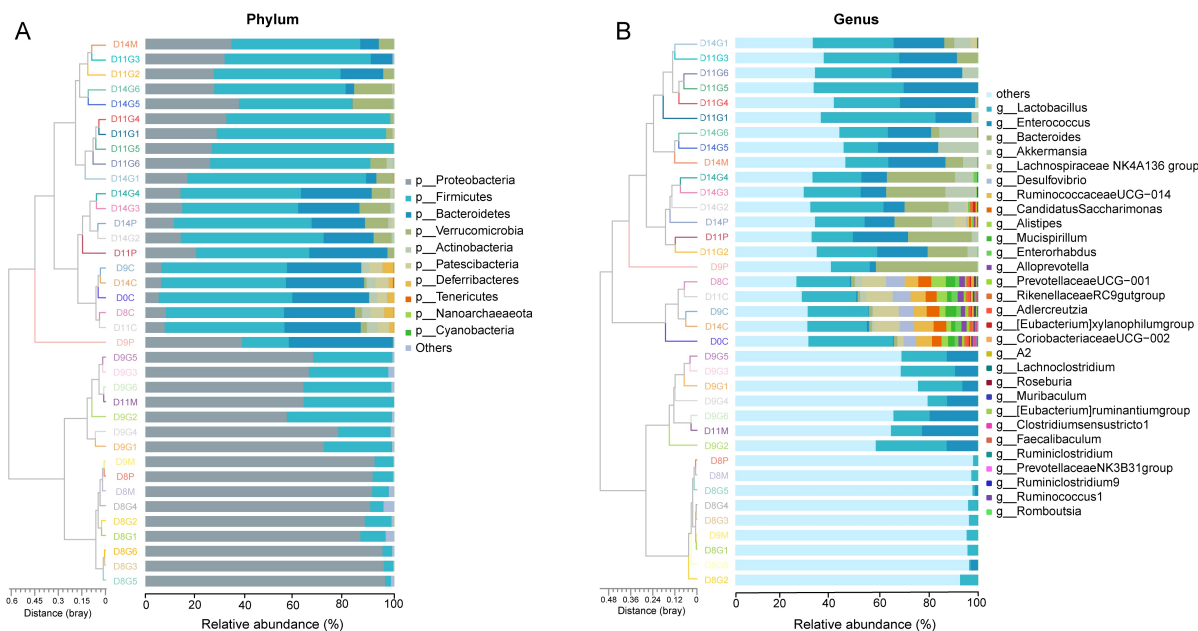 A
Phylum
D14M
D11G3
D11G2
D14G6
D14G5
D11G4
D11G1
D11G5
D11G6
D14G1
D14G4
D14G3
D14P
D14G2
D11P
D9C
D14C
D0C
D8C
D11C
D9P
D9G5
D9G3
D9G6
D11M
D9G2
D9G4
D9G1
D9M
D8P
D8M
D8G4
D8G2
D8G1
D8G6
D8G3
D8G5
p__Proteobacteria
p__Firmicutes
p__Bacteroidetes
p__Verrucomicrobia
p__Actinobacteria
p__Patescibacteria
p__Deferribacteres
p__Tenericutes
p__Nanoarchaeaeota
p__Cyanobacteria
Others
0.6 0.45 0.3 0.15 0
Distance (bray)
0 20 40 60 80 100
Relative abundance (%)
B
Genus
D14G1
D11G3
D11G6
D11G5
D11G4
D11G1
D14G6
D14G5
D14M
D14G4
D14G3
D14G2
D14P
D11P
D11G2
D9P
D8C
D11C
D9C
D14C
D0C
D9G5
D9G3
D9G1
D9G4
D9G6
D11M
D9G2
D8P
D8M
D8G5
D8G4
D8G3
D9M
D8G1
D8G2
others
g__Lactobacillus
g__Enterococcus
g__Bacteroides
g__Akkermansia
g__Lachnospiraceae NK4A136 group
g__Desulfovibrio
g__RuminococcaceaeUCG−014
g__CandidatusSaccharimonas
g__Alistipes
g__Mucispirillum
g__Enterorhabdus
g__Alloprevotella
g__PrevotellaceaeUCG−001
g__RikenellaceaeRC9gutgroup
g__Adlercreutzia
g__[Eubacterium]xylanophilumgroup
g__CoriobacteriaceaeUCG−002
g__A2
g__Lachnoclostridium
g__Roseburia
g__Muribaculum
g__[Eubacterium]ruminantiumgroup
g__Clostridiumsensustricto1
g__Faecalibaculum
g__Ruminiclostridium
g__PrevotellaceaeNK3B31group
g__Ruminiclostridium9
g__Ruminococcus1
g__Romboutsia
0.48 0.36 0.24 0.12 0
Distance (bray)
0 20 40 60 80 100
Relative abundance (%)